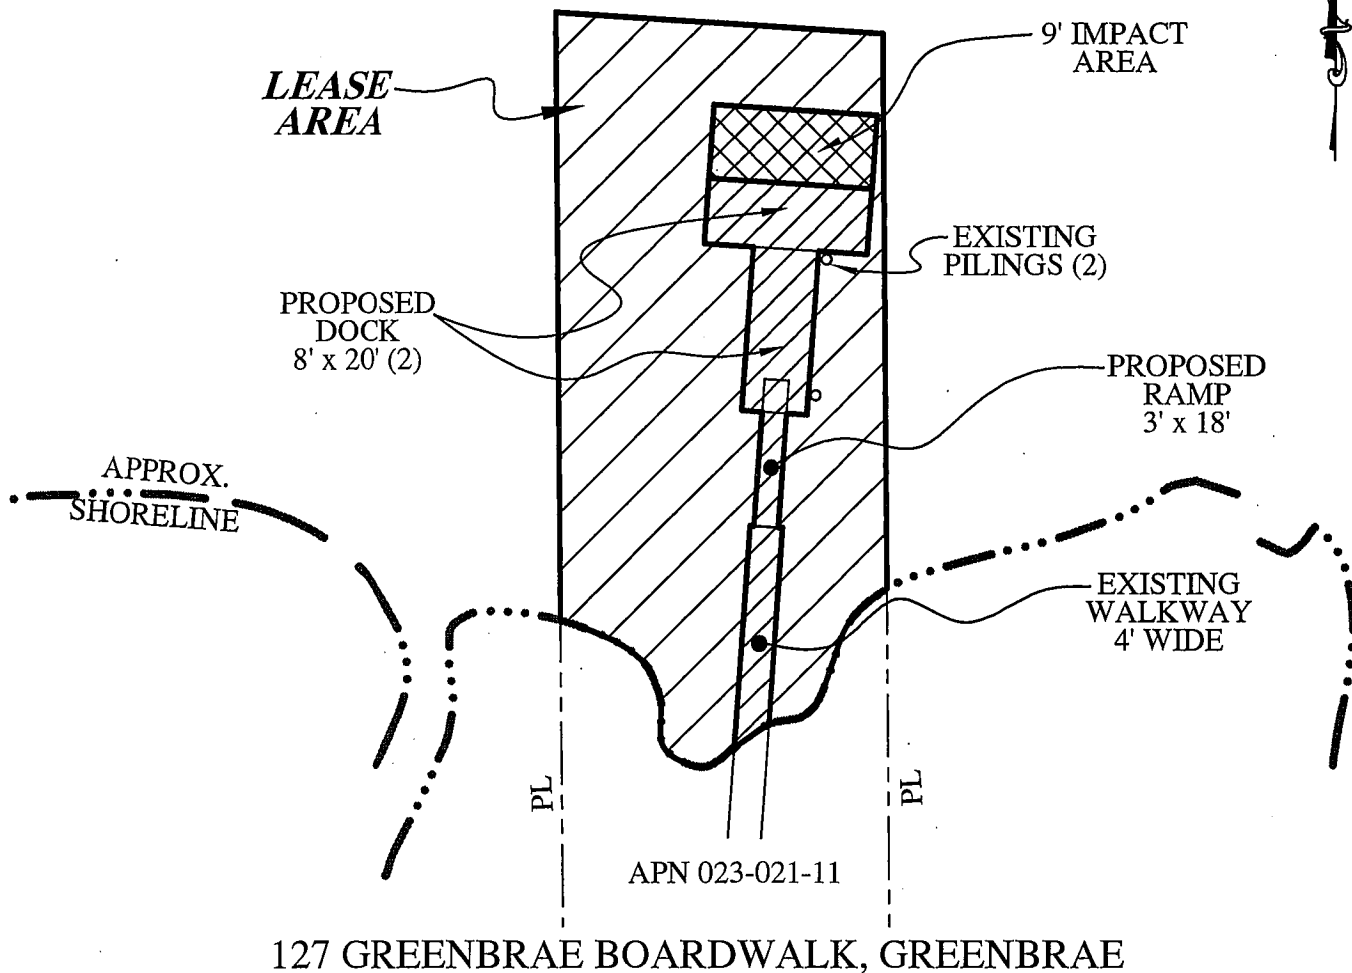 9' IMPACT
AREA
LEASE
AREA
EXISTING
PILINGS (2)
PROPOSED
DOCK
8' x 20' (2)
PROPOSED
RAMP
3' x 18'
APPROX.
SHORELINE
EXISTING
WALKWAY
4' WIDE
PL
PL
APN 023-021-11
127 GREENBRAE BOARDWALK, GREENBRAE